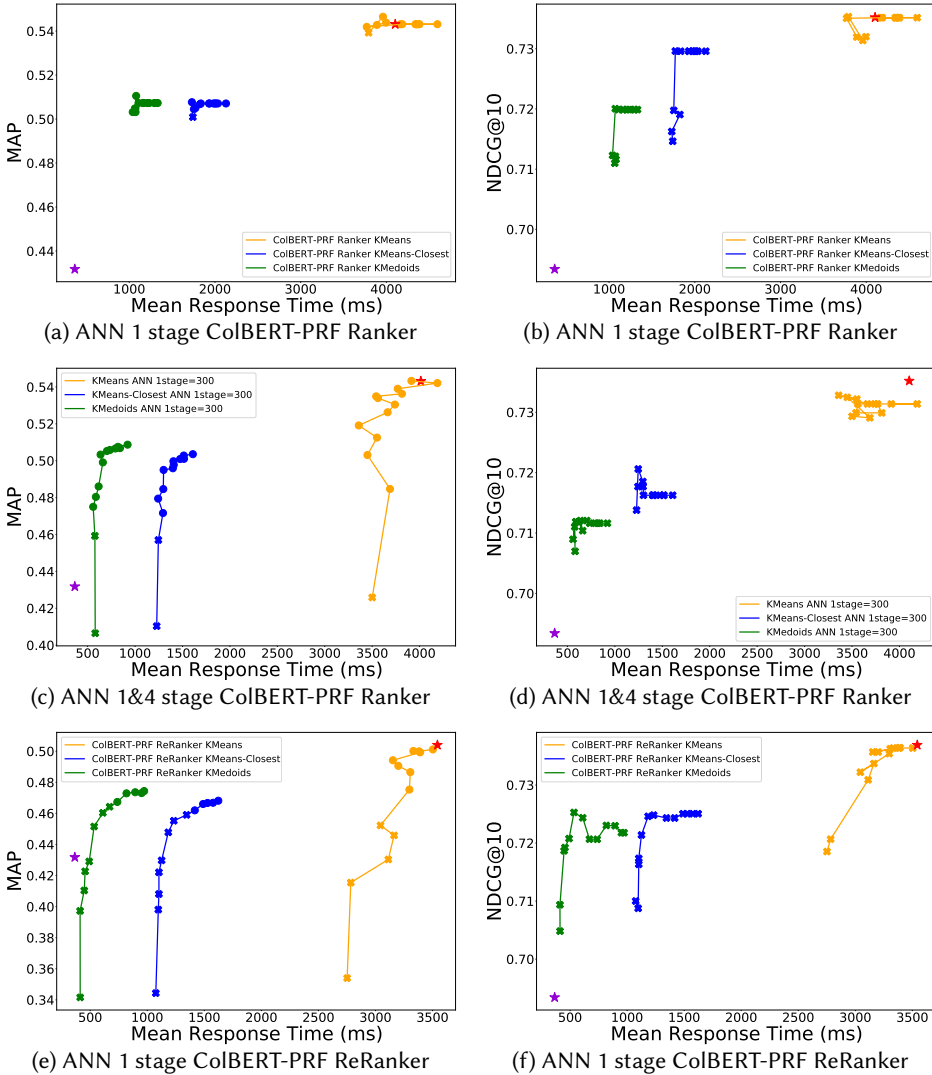 0.54
0.52
0.50
0.48
0.46
0.44
MAP
1000 1500 2000 2500 3000 3500 4000 4500
Mean Response Time (ms)
ColBERT-PRF Ranker KMeans
ColBERT-PRF Ranker KMeans-Closest
ColBERT-PRF Ranker KMedoids
(a) ANN 1 stage ColBERT-PRF Ranker
0.73
0.72
0.71
0.70
NDCG@10
1000 1500 2000 2500 3000 3500 4000 4500
Mean Response Time (ms)
ColBERT-PRF Ranker KMeans
ColBERT-PRF Ranker KMeans-Closest
ColBERT-PRF Ranker KMedoids
(b) ANN 1 stage ColBERT-PRF Ranker
0.54
0.52
0.50
0.48
0.46
0.44
0.42
0.40
MAP
500 1000 1500 2000 2500 3000 3500 4000
Mean Response Time (ms)
KMeans ANN 1stage=300
KMeans-Closest ANN 1stage=300
KMedoids ANN 1stage=300
(c) ANN 1&4 stage ColBERT-PRF Ranker
0.73
0.72
0.71
0.70
NDCG@10
500 1000 1500 2000 2500 3000 3500 4000
Mean Response Time (ms)
KMeans ANN 1stage=300
KMeans-Closest ANN 1stage=300
KMedoids ANN 1stage=300
(d) ANN 1&4 stage ColBERT-PRF Ranker
0.50
0.48
0.46
0.44
0.42
0.40
0.38
0.36
0.34
MAP
500 1000 1500 2000 2500 3000 3500
Mean Response Time (ms)
ColBERT-PRF ReRanker KMeans
ColBERT-PRF ReRanker KMeans-Closest
ColBERT-PRF ReRanker KMedoids
(e) ANN 1 stage ColBERT-PRF ReRanker
0.73
0.72
0.71
0.70
NDCG@10
500 1000 1500 2000 2500 3000 3500
Mean Response Time (ms)
ColBERT-PRF ReRanker KMeans
ColBERT-PRF ReRanker KMeans-Closest
ColBERT-PRF ReRanker KMedoids
(f) ANN 1 stage ColBERT-PRF ReRanker